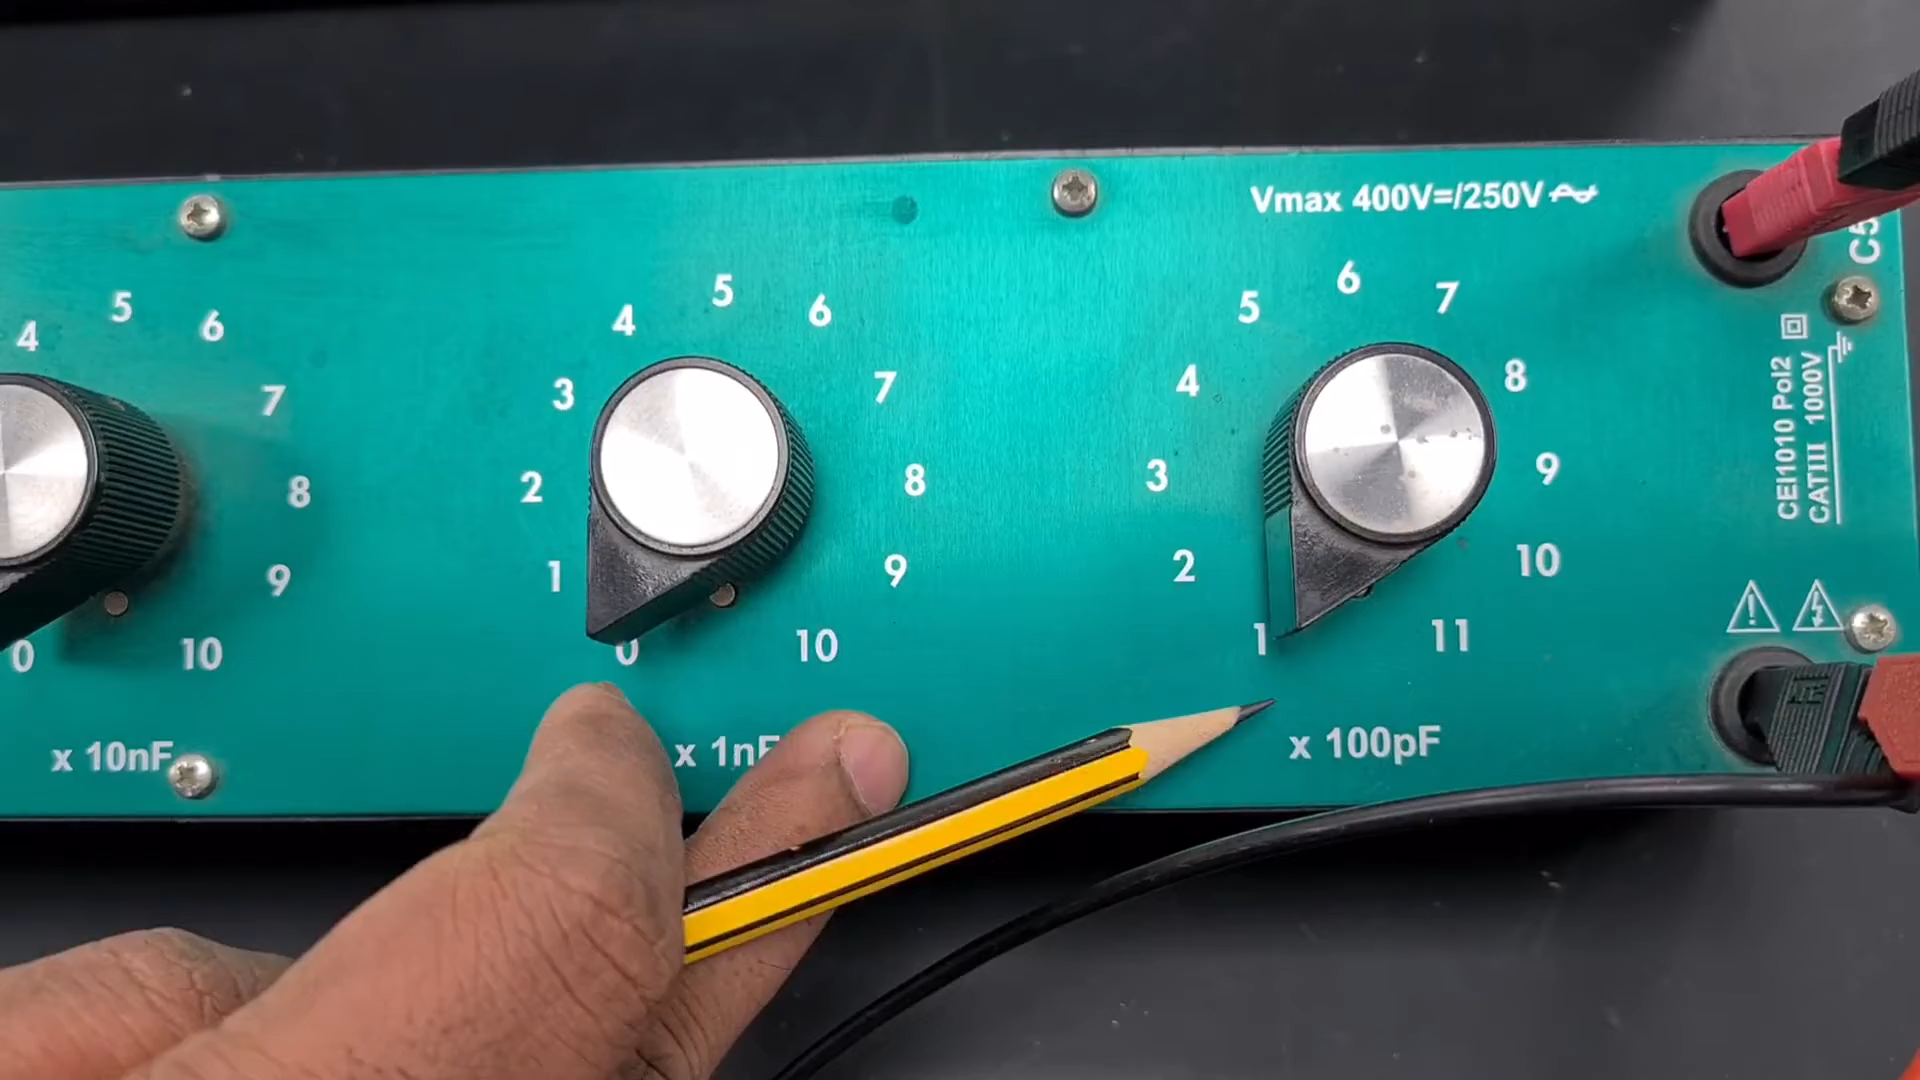 Vmax 400V=/250V
C5
4 5 6 7 8 9 10 0
x 10nF
0 1 2 3 4 5 6 7 8 9 10
x 1nF
1 2 3 4 5 6 7 8 9 10 11
x 100pF
CEI1010 Pol2
CATIII 1000V